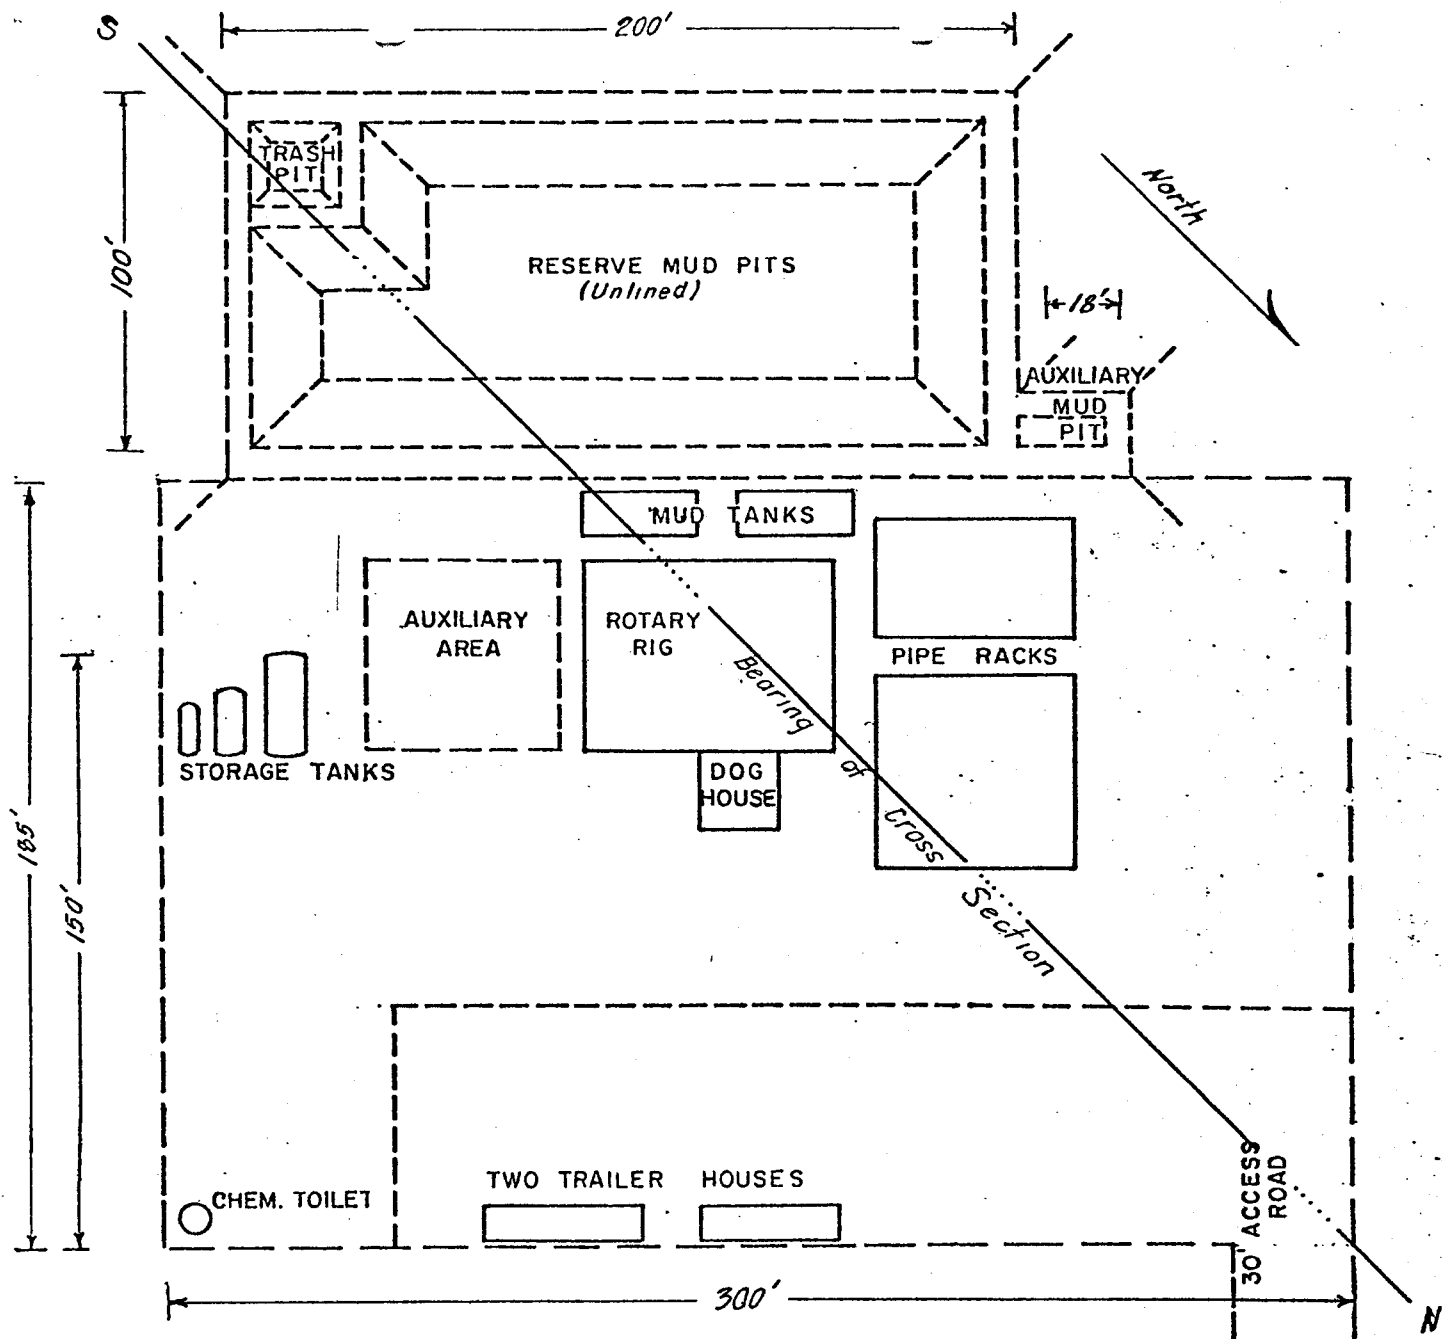 S
200'
TRASH
PIT
North
100'
RESERVE MUD PITS
(Unlined)
18'
AUXILIARY
MUD
PIT
MUD TANKS
AUXILIARY
AREA
ROTARY
RIG
PIPE RACKS
Bearing
of
Cross
Section
STORAGE TANKS
DOG
HOUSE
185'
150'
TWO TRAILER HOUSES
CHEM. TOILET
30' ACCESS
ROAD
300'
N